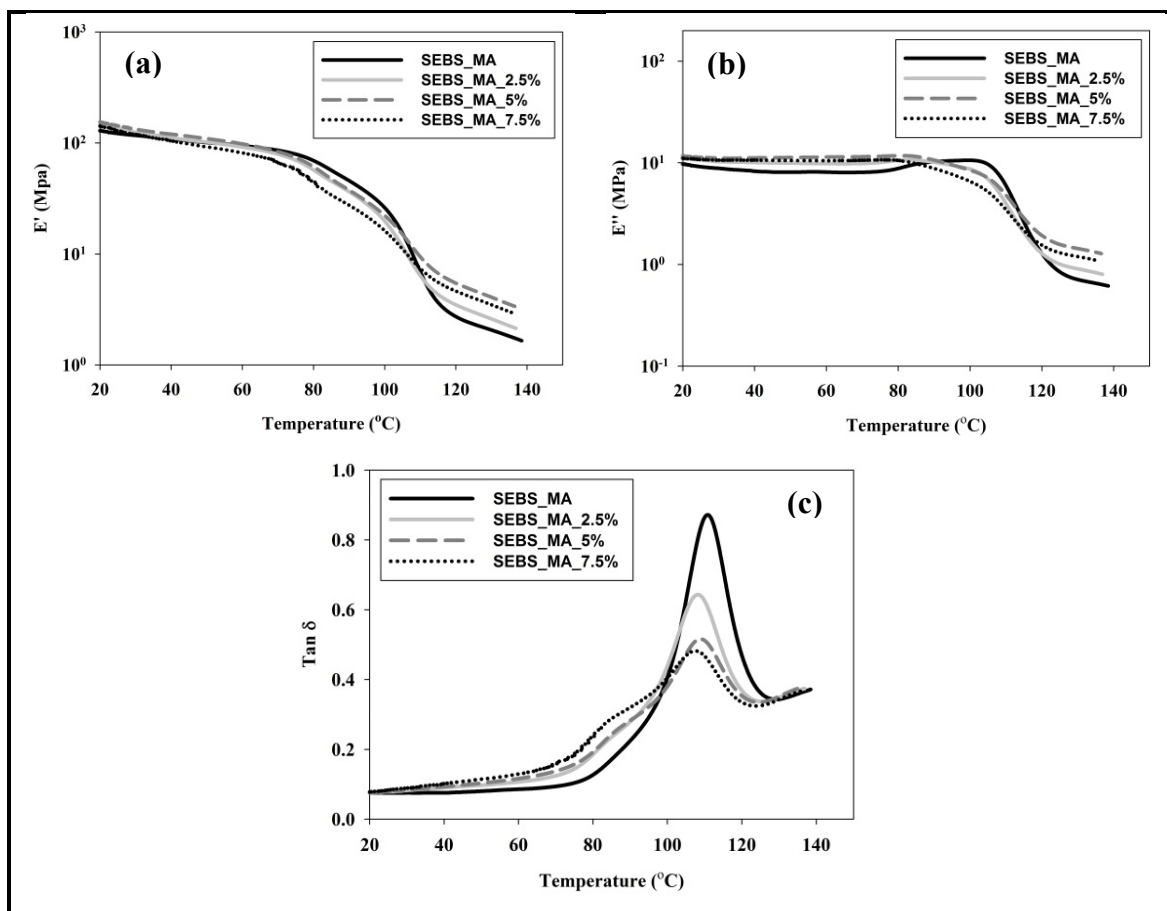 (a)
SEBS_MA
SEBS_MA_2.5%
SEBS_MA_5%
SEBS_MA_7.5%
10³
10²
10¹
10⁰
E' (Mpa)
20 40 60 80 100 120 140
Temperature (°C)
(b)
SEBS_MA
SEBS_MA_2.5%
SEBS_MA_5%
SEBS_MA_7.5%
10²
10¹
10⁰
10⁻¹
E'' (MPa)
20 40 60 80 100 120 140
Temperature (°C)
(c)
SEBS_MA
SEBS_MA_2.5%
SEBS_MA_5%
SEBS_MA_7.5%
1.0
0.8
0.6
0.4
0.2
0.0
Tan δ
20 40 60 80 100 120 140
Temperature (°C)